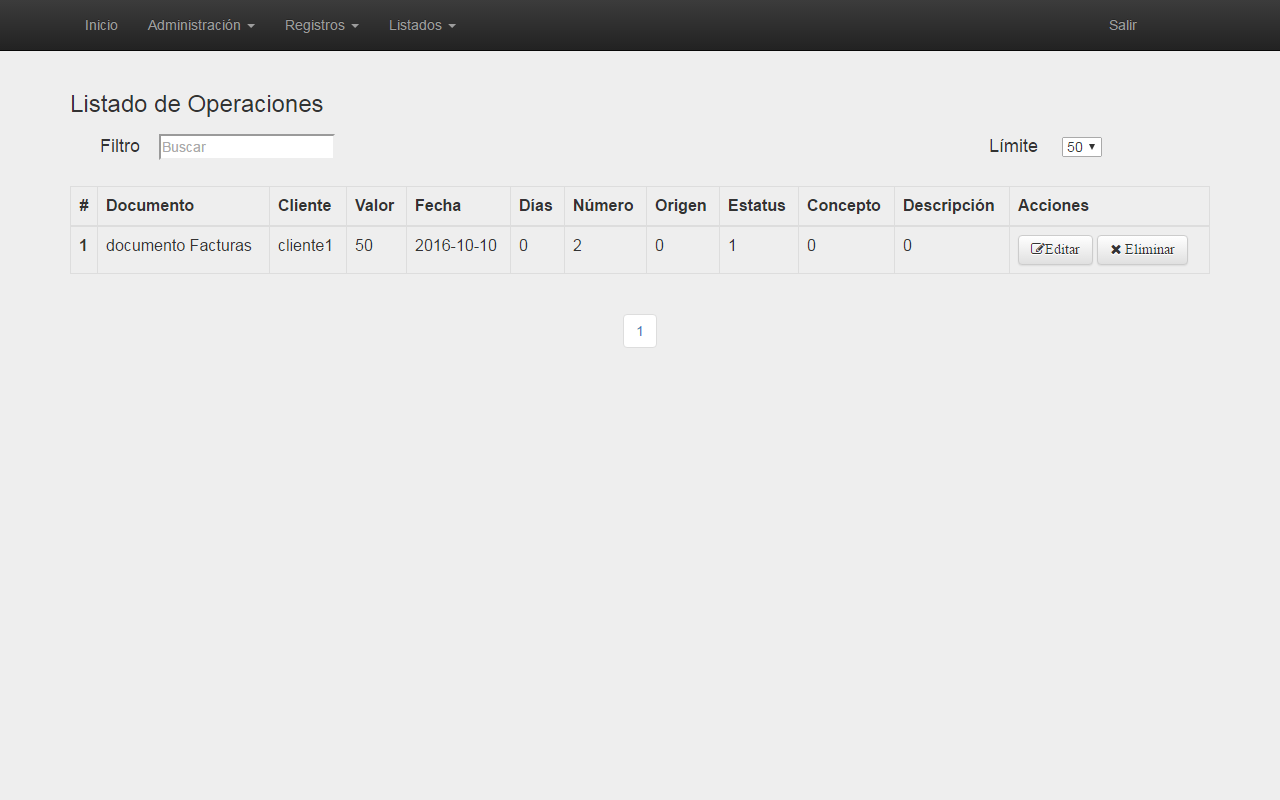 Inicio Administración Registros Listados Salir
Listado de Operaciones
Filtro Buscar Límite 50
# Documento Cliente Valor Fecha Dias Número Origen Estatus Concepto Descripción Acciones
1 documento Facturas cliente1 50 2016-10-10 0 2 0 1 0 0 Editar Eliminar
1